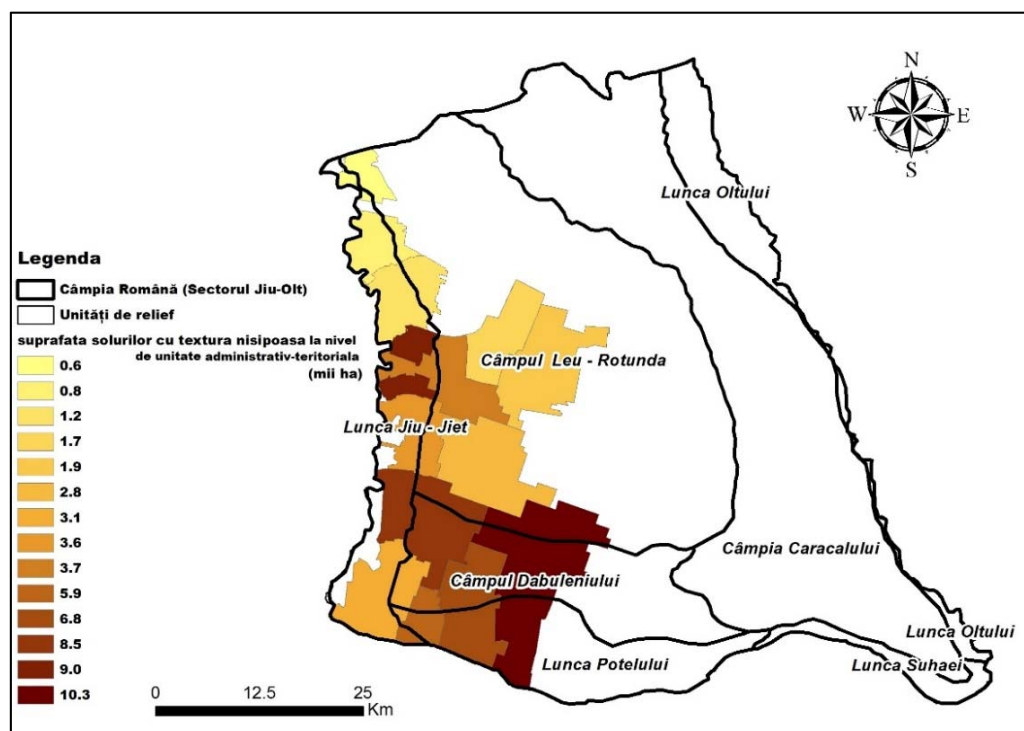 N
W E
S
Lunca Oltului
Legenda
Câmpia Română (Sectorul Jiu-Olt)
Unități de relief
suprafata solurilor cu textura nisipoasa la nivel
de unitate administrativ-teritoriala
(mii ha)
0.6
0.8
1.2
1.7
1.9
2.8
3.1
3.6
3.7
5.9
6.8
8.5
9.0
10.3
Câmpul Leu - Rotunda
Lunca Jiu - Jiet
Câmpia Caracalului
Câmpul Dabuleniului
Lunca Oltului
Lunca Potelului
Lunca Suhaei
0 12.5 25
Km